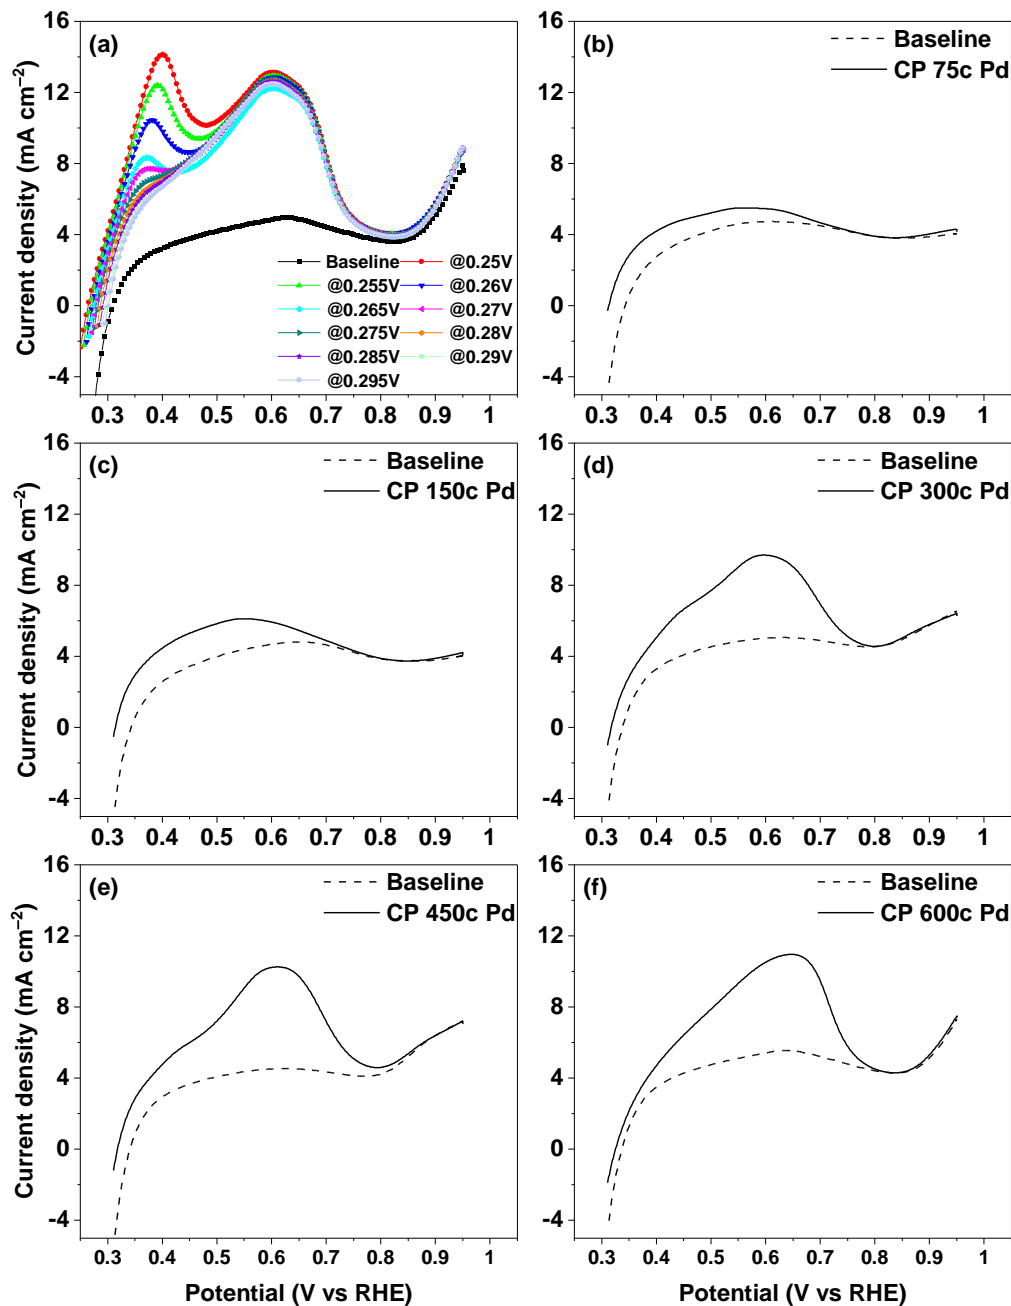 (a)
16
12
8
4
0
-4
Current density (mA cm⁻²)
Baseline @0.25V
@0.255V @0.26V
@0.265V @0.27V
@0.275V @0.28V
@0.285V @0.29V
@0.295V
0.3 0.4 0.5 0.6 0.7 0.8 0.9 1
(b)
Baseline
CP 75c Pd
16
12
8
4
0
-4
0.3 0.4 0.5 0.6 0.7 0.8 0.9 1
(c)
Baseline
CP 150c Pd
16
12
8
4
0
-4
Current density (mA cm⁻²)
0.3 0.4 0.5 0.6 0.7 0.8 0.9 1
(d)
Baseline
CP 300c Pd
16
12
8
4
0
-4
0.3 0.4 0.5 0.6 0.7 0.8 0.9 1
(e)
Baseline
CP 450c Pd
16
12
8
4
0
-4
Current density (mA cm⁻²)
0.3 0.4 0.5 0.6 0.7 0.8 0.9 1
Potential (V vs RHE)
(f)
Baseline
CP 600c Pd
16
12
8
4
0
-4
0.3 0.4 0.5 0.6 0.7 0.8 0.9 1
Potential (V vs RHE)